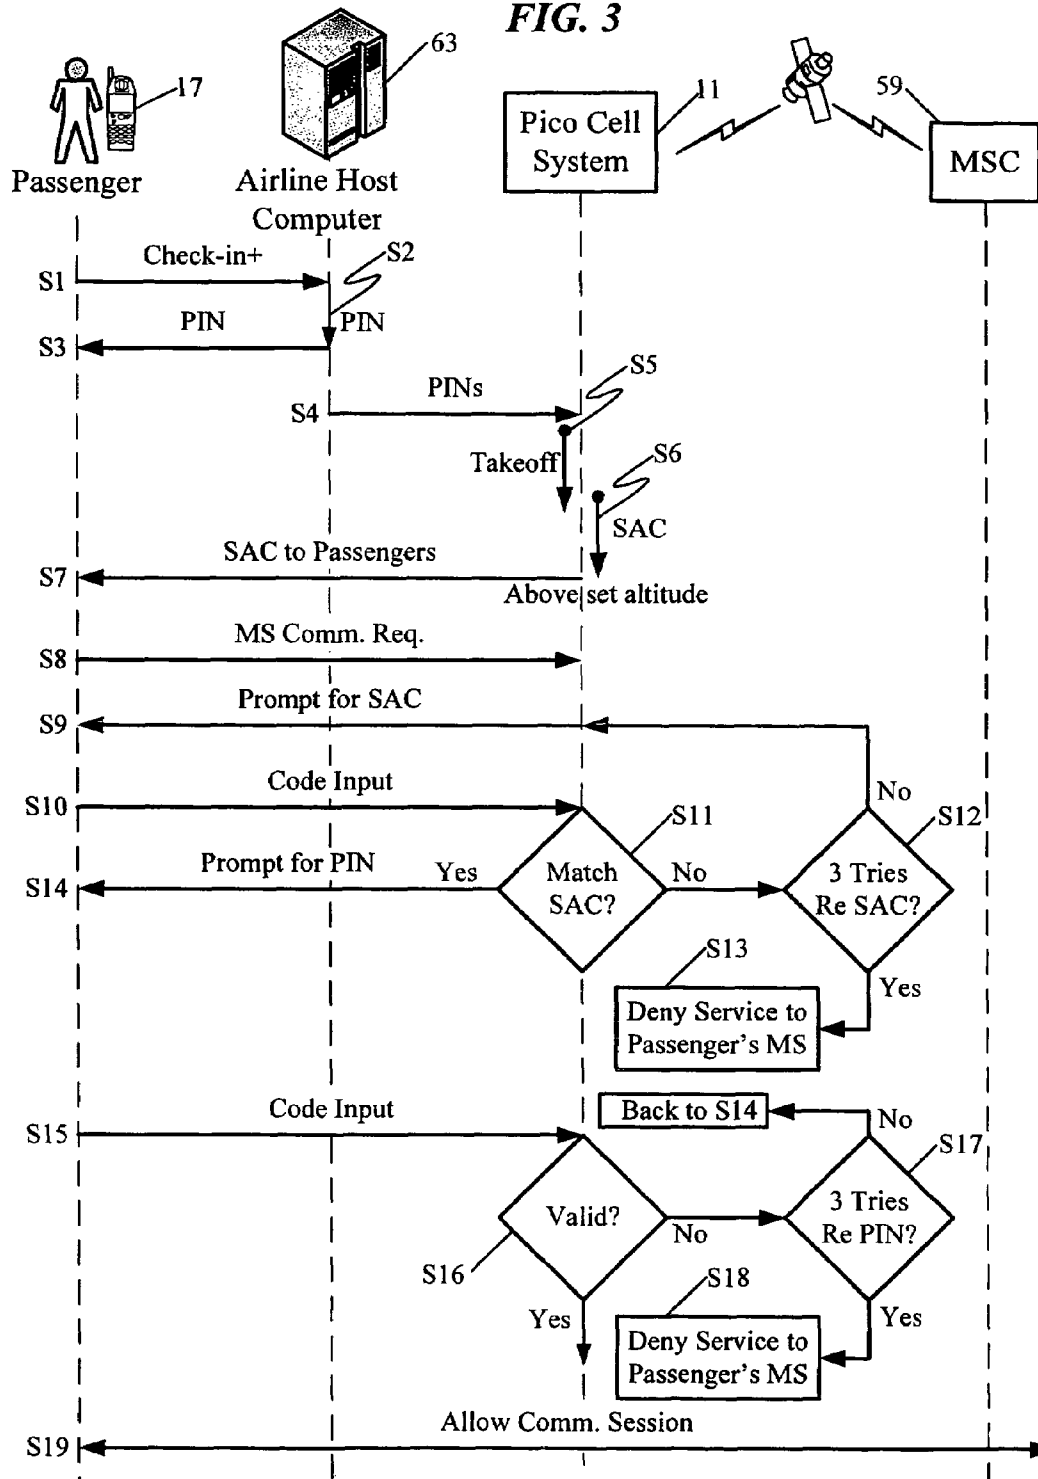 FIG. 3
63
17
11
59
Pico Cell
System
MSC
Passenger
Airline Host
Computer
Check-in+
S2
S1
PIN
PIN
S3
S5
PINs
S4
Takeoff
S6
SAC
SAC to Passengers
S7
Above set altitude
MS Comm. Req.
S8
Prompt for SAC
S9
Code Input
No
S10
S11
S12
Prompt for PIN
Yes
Match
SAC?
No
3 Tries
Re SAC?
S14
S13
Yes
Deny Service to
Passenger's MS
Code Input
Back to S14
No
S15
S17
Valid?
3 Tries
Re PIN?
No
S16
S18
Yes
Yes
Deny Service to
Passenger's MS
Allow Comm. Session
S19